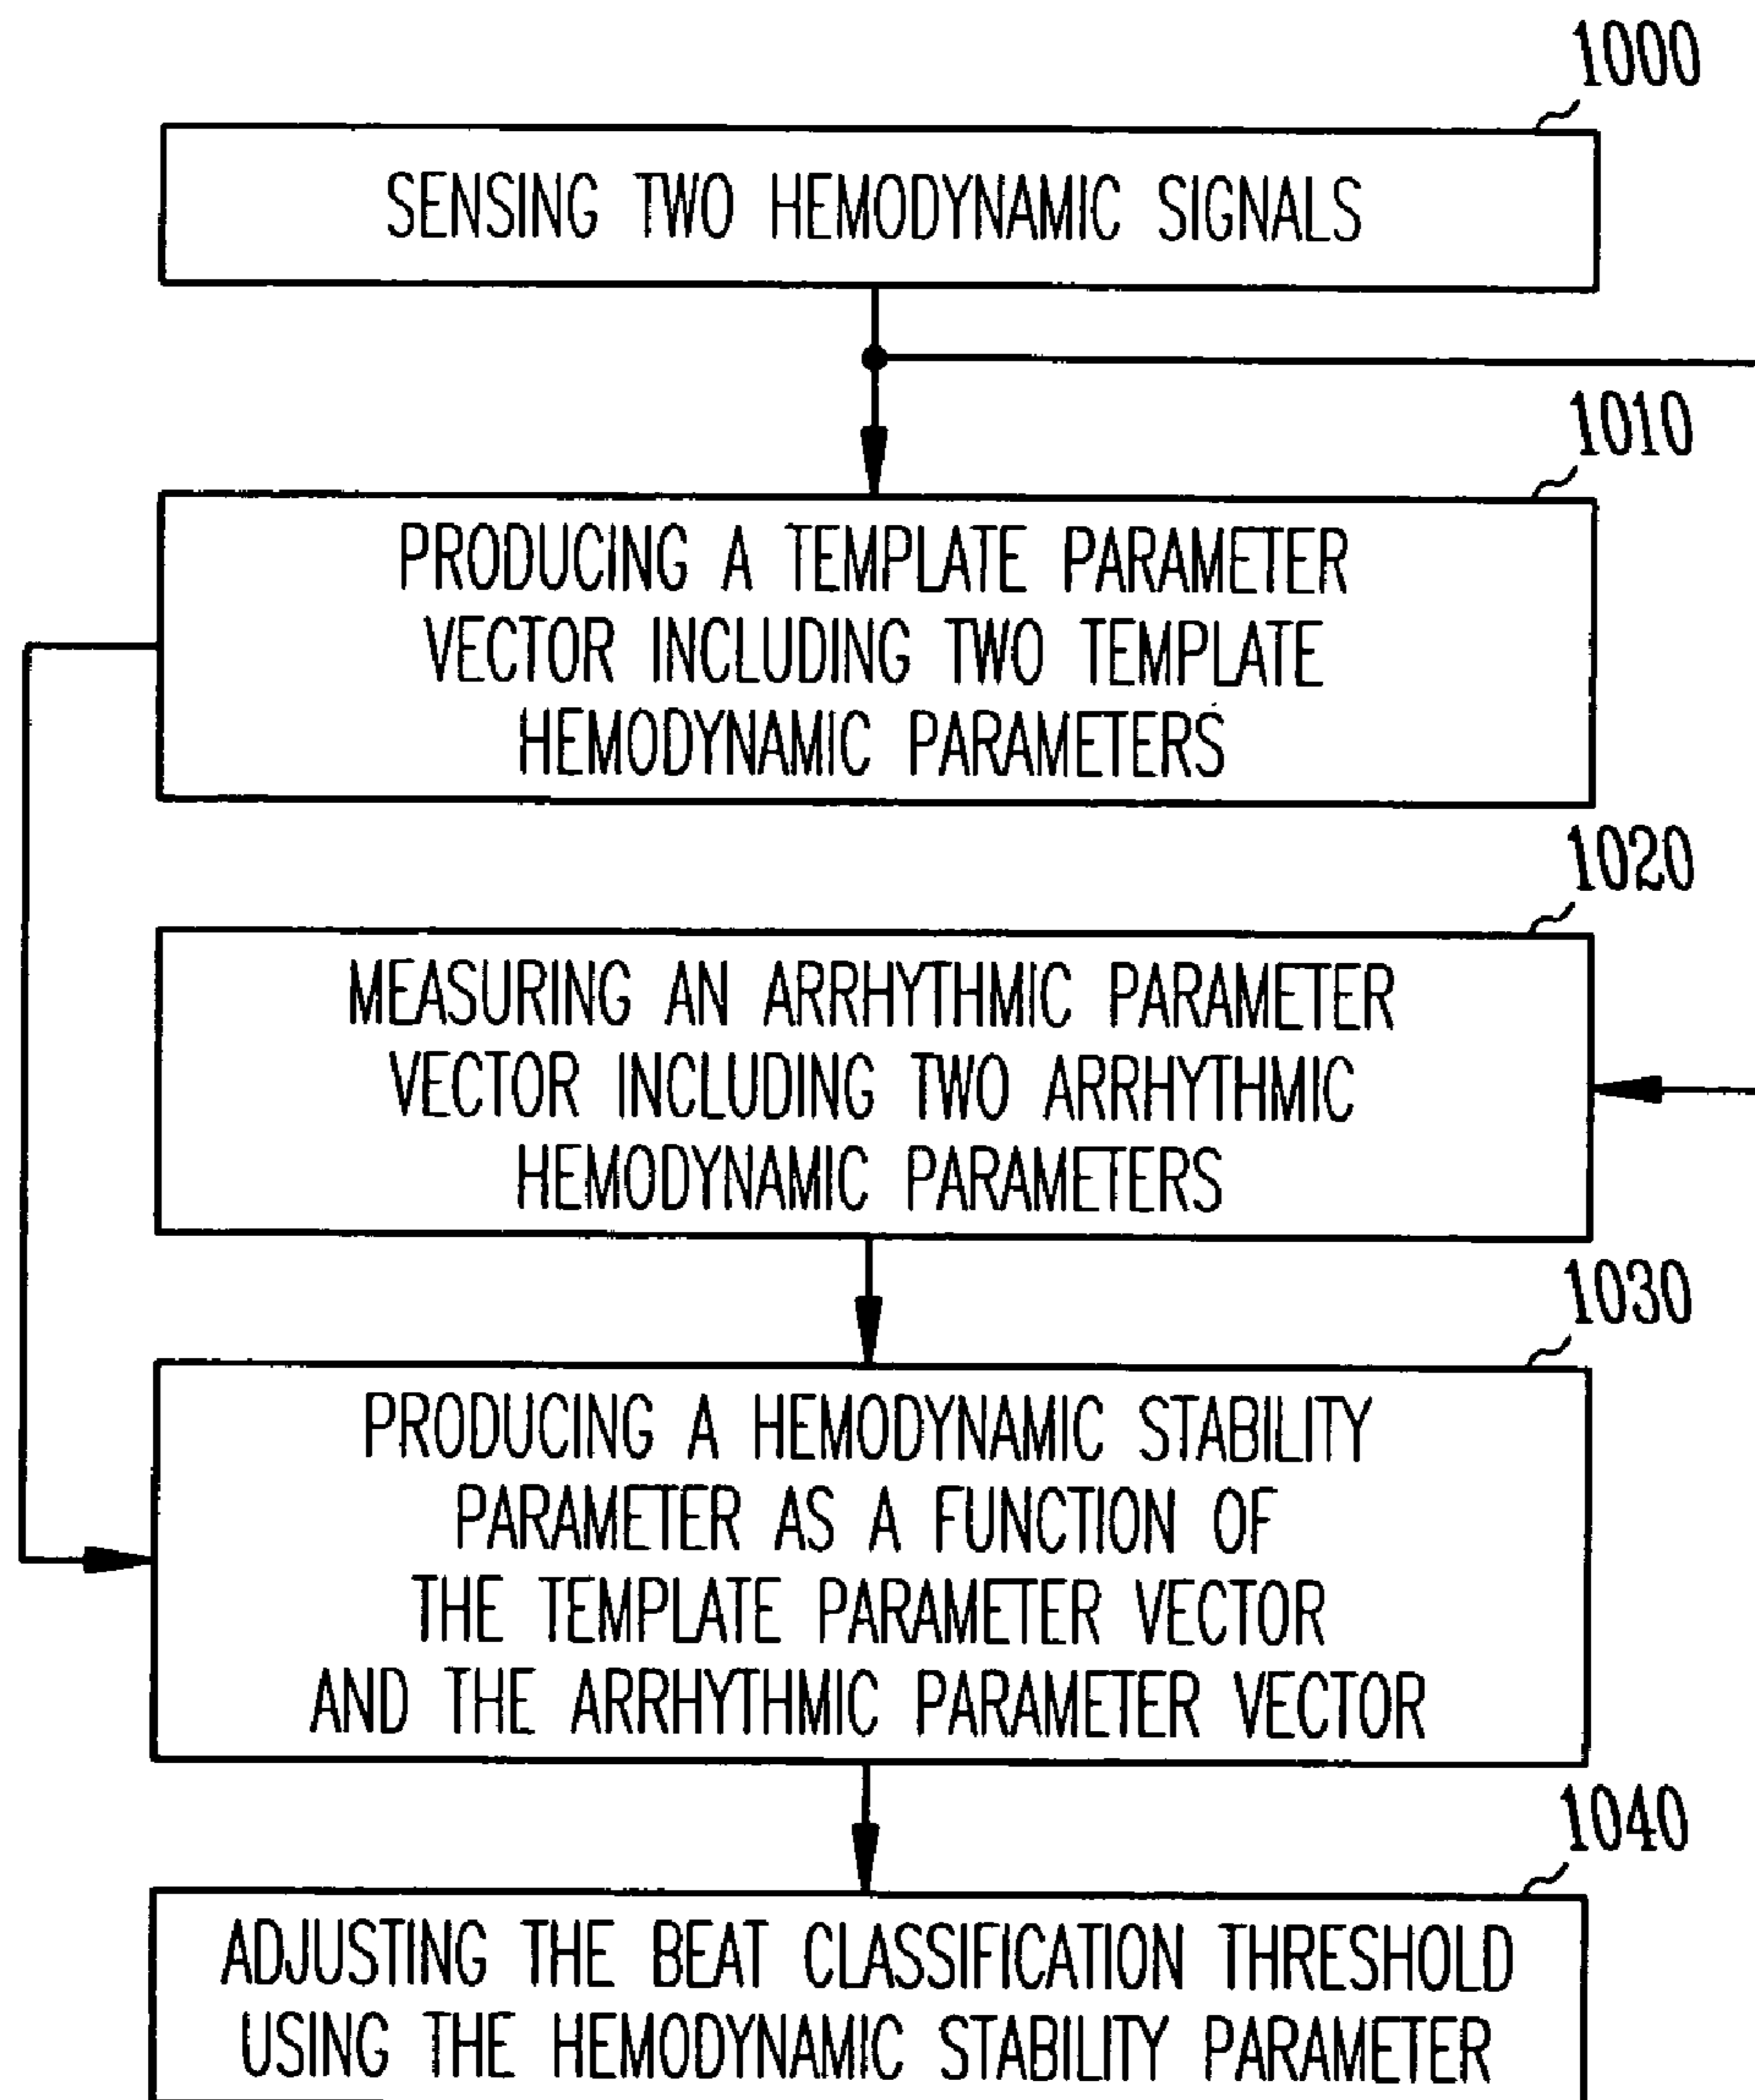 1000
SENSING TWO HEMODYNAMIC SIGNALS
1010
PRODUCING A TEMPLATE PARAMETER
VECTOR INCLUDING TWO TEMPLATE
HEMODYNAMIC PARAMETERS
1020
MEASURING AN ARRHYTHMIC PARAMETER
VECTOR INCLUDING TWO ARRHYTHMIC
HEMODYNAMIC PARAMETERS
1030
PRODUCING A HEMODYNAMIC STABILITY
PARAMETER AS A FUNCTION OF
THE TEMPLATE PARAMETER VECTOR
AND THE ARRHYTHMIC PARAMETER VECTOR
1040
ADJUSTING THE BEAT CLASSIFICATION THRESHOLD
USING THE HEMODYNAMIC STABILITY PARAMETER